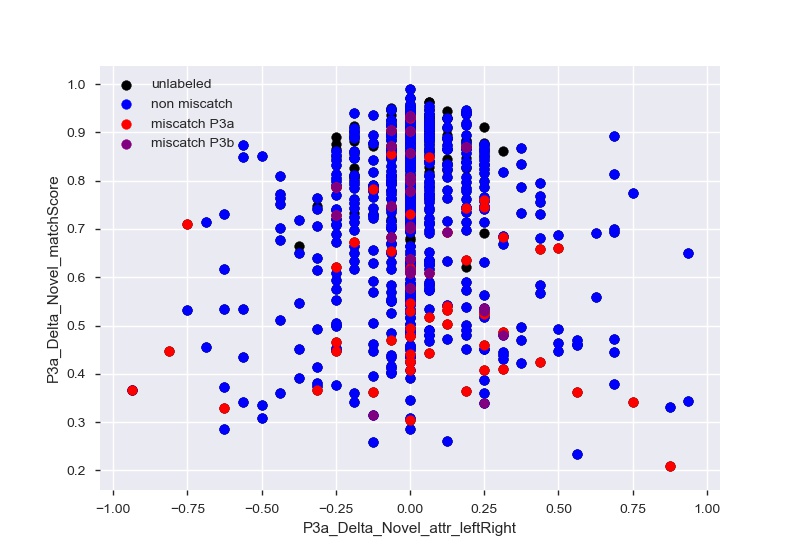 unlabeled
non miscatch
miscatch P3a
miscatch P3b
1.0
0.9
0.8
0.7
0.6
0.5
0.4
0.3
0.2
P3a_Delta_Novel_matchScore
−1.00 −0.75 −0.50 −0.25 0.00 0.25 0.50 0.75 1.00
P3a_Delta_Novel_attr_leftRight